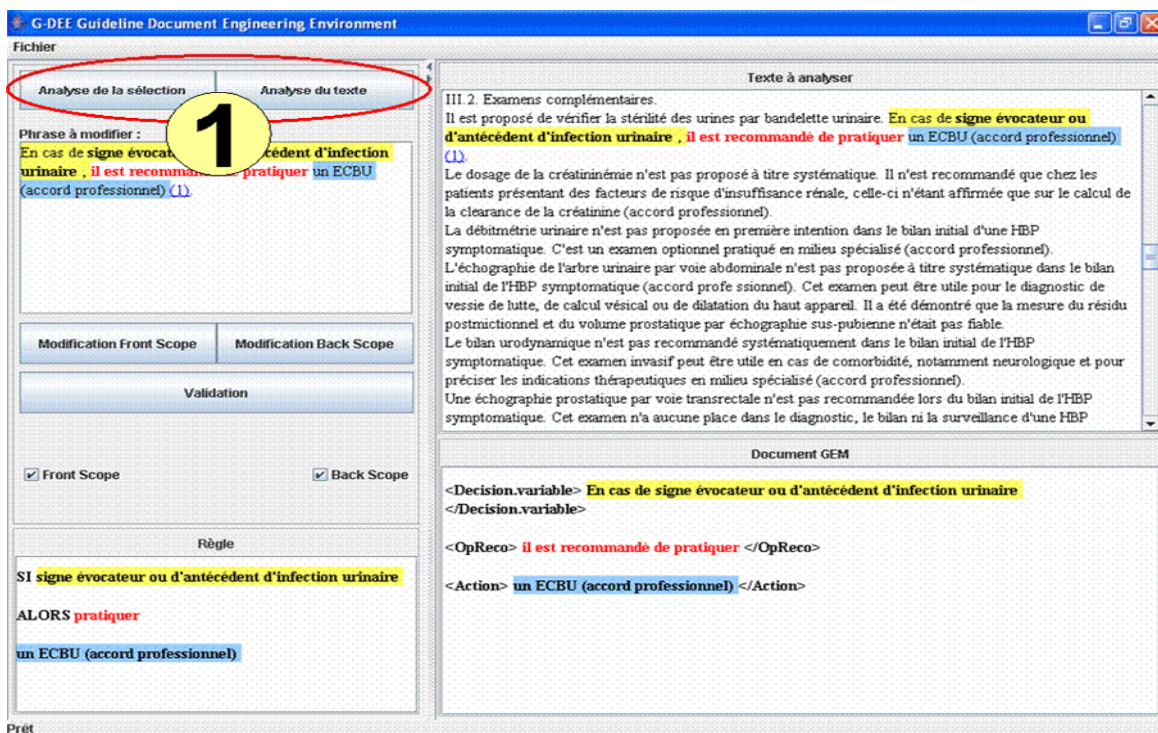 G-DEE Guideline Document Engineering Environment
Fichier
Analyse de la sélection
Analyse du texte
1
Phrase à modifier :
En cas de signe évocat édent d'infection
urinaire , il est recomman e pratiquer un ECBU
(accord professionnel) (1).
Modification Front Scope
Modification Back Scope
Validation
Front Scope
Back Scope
Règle
SI signe évocateur ou d'antécédent d'infection urinaire
ALORS pratiquer
un ECBU (accord professionnel)
Texte à analyser
III.2. Examens complémentaires.
Il est proposé de vérifier la stérilité des urines par bandelette urinaire. En cas de signe évocateur ou
d'antécédent d'infection urinaire , il est recommandé de pratiquer un ECBU (accord professionnel)
(1).
Le dosage de la créatininémie n'est pas proposé à titre systématique. Il n'est recommandé que chez les
patients présentant des facteurs de risque d'insuffisance rénale, celle-ci n'étant affirmée que sur le calcul de
la clearance de la créatinine (accord professionnel).
La débitmétrie urinaire n'est pas proposée en première intention dans le bilan initial d'une HBP
symptomatique. C'est un examen optionnel pratiqué en milieu spécialisé (accord professionnel).
L'échographie de l'arbre urinaire par voie abdominale n'est pas proposée à titre systématique dans le bilan
initial de l'HBP symptomatique (accord profe ssionnel). Cet examen peut être utile pour le diagnostic de
vessie de lutte, de calcul vésical ou de dilatation du haut appareil. Il a été démontré que la mesure du résidu
postmictionnel et du volume prostatique par échographie sus-pubienne n'était pas fiable.
Le bilan urodynamique n'est pas recommandé systématiquement dans le bilan initial de l'HBP
symptomatique. Cet examen invasif peut être utile en cas de comorbidité, notamment neurologique et pour
préciser les indications thérapeutiques en milieu spécialisé (accord professionnel).
Une échographie prostatique par voie transrectale n'est pas recommandée lors du bilan initial de l'HBP
symptomatique. Cet examen n'a aucune place dans le diagnostic, le bilan ni la surveillance d'une HBP
Document GEM
<Decision.variable> En cas de signe évocateur ou d'antécédent d'infection urinaire
</Decision.variable>
<OpReco> il est recommandé de pratiquer </OpReco>
<Action> un ECBU (accord professionnel) </Action>
Prêt